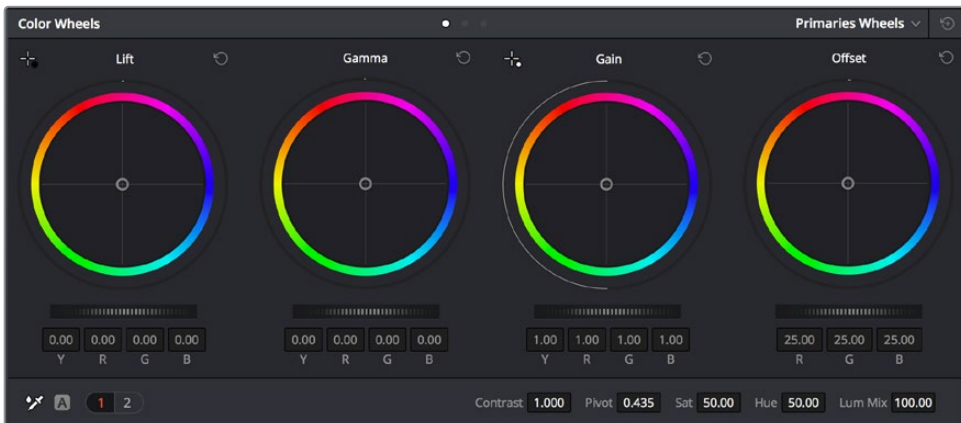 Color Wheels Primaries Wheels
Lift Gamma Gain Offset
0.00 0.00 0.00 0.00 0.00 0.00 0.00 0.00 1.00 1.00 1.00 1.00 25.00 25.00 25.00
Y R G B Y R G B Y R G B R G B
A 1 2 Contrast 1.000 Pivot 0.435 Sat 50.00 Hue 50.00 Lum Mix 100.00